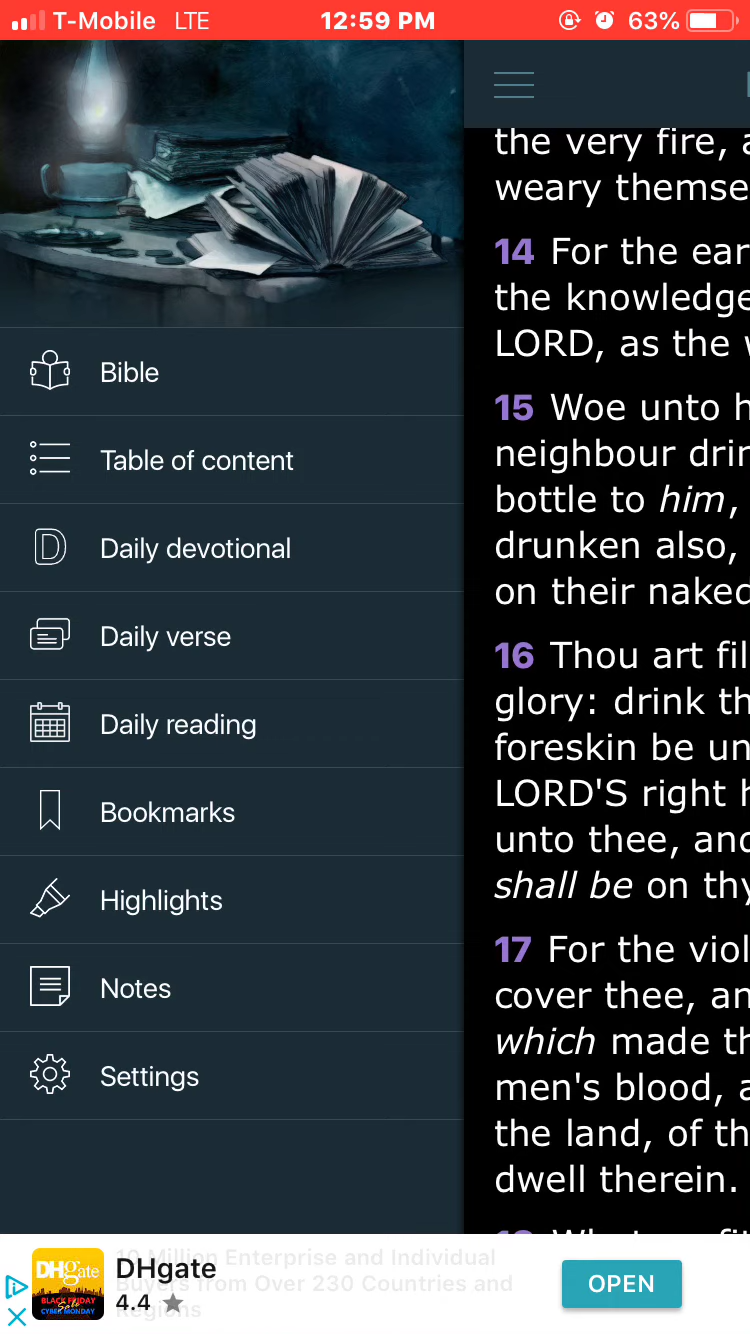 T-Mobile LTE 12:59 PM 63%
Bible
Table of content
Daily devotional
Daily verse
Daily reading
Bookmarks
Highlights
Notes
Settings
the very fire,
weary themse
14 For the ear
the knowledge
LORD, as the
15 Woe unto h
neighbour drin
bottle to him,
drunken also,
on their naked
16 Thou art fil
glory: drink th
foreskin be un
LORD'S right h
unto thee, and
shall be on thy
17 For the viol
cover thee, an
which made th
men's blood, a
the land, of th
dwell therein.
DHgate
BLACK FRIDAY
Sale
CYBER MONDAY
10 Million Enterprise and Individual
DHgate
Buyers from Over 230 Countries and
4.4
Regions
OPEN